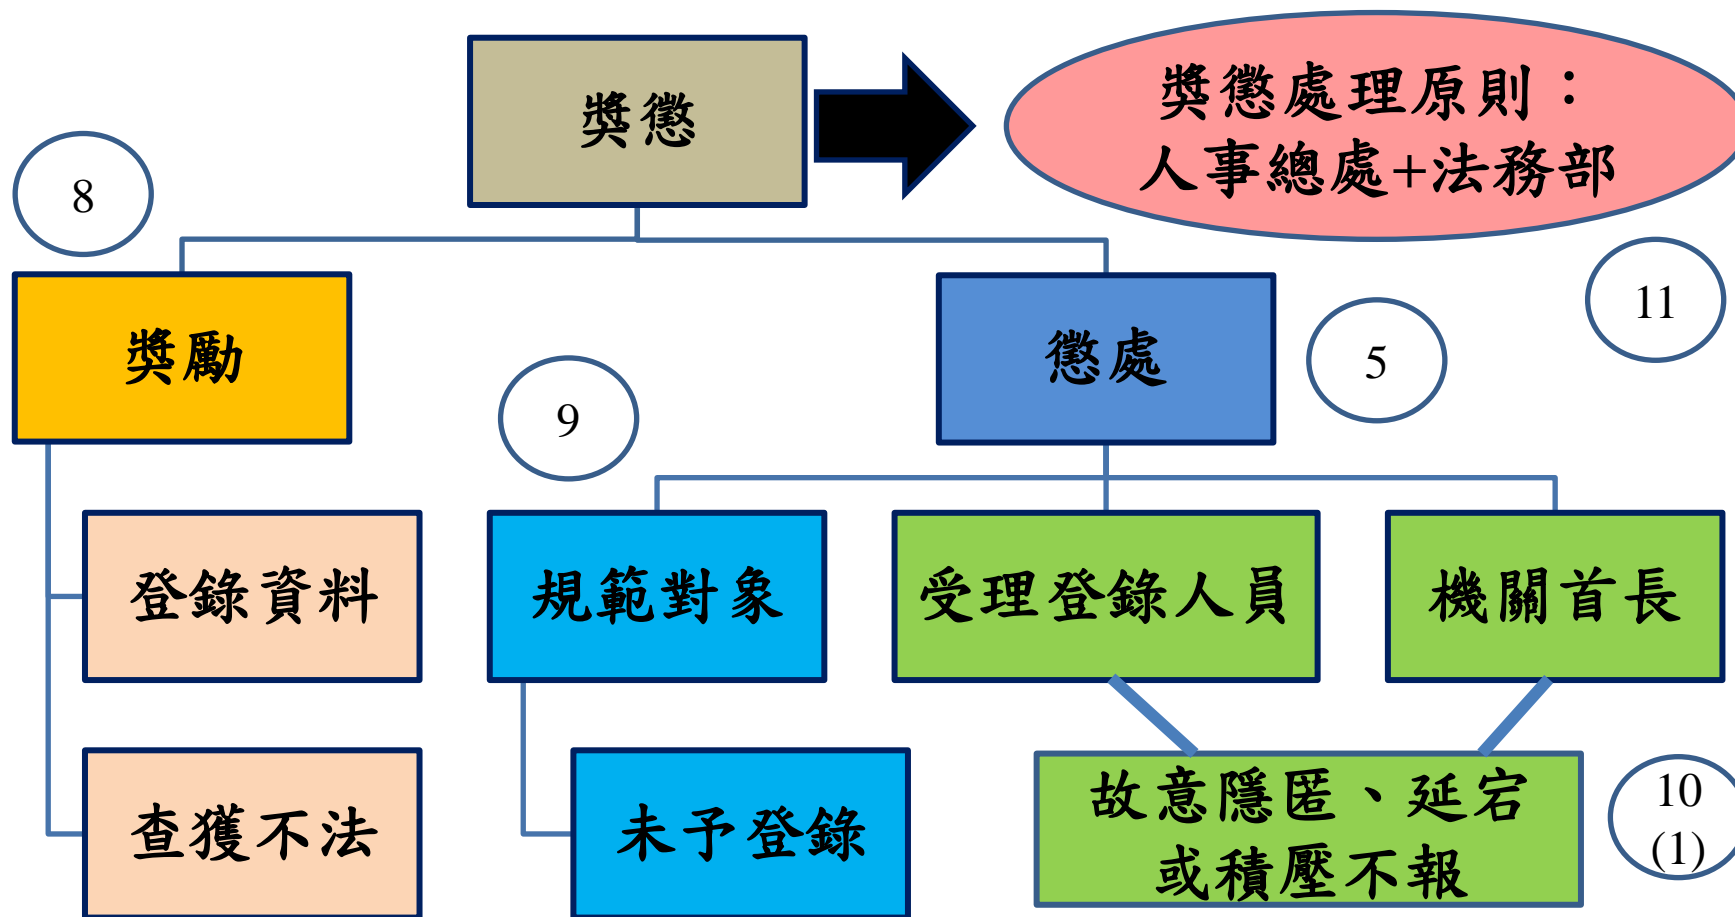 獎懲
獎懲處理原則：
人事總處+法務部
8
11
獎勵
懲處
5
9
登錄資料
規範對象
受理登錄人員
機關首長
查獲不法
未予登錄
故意隱匿、延宕
或積壓不報
10
(1)